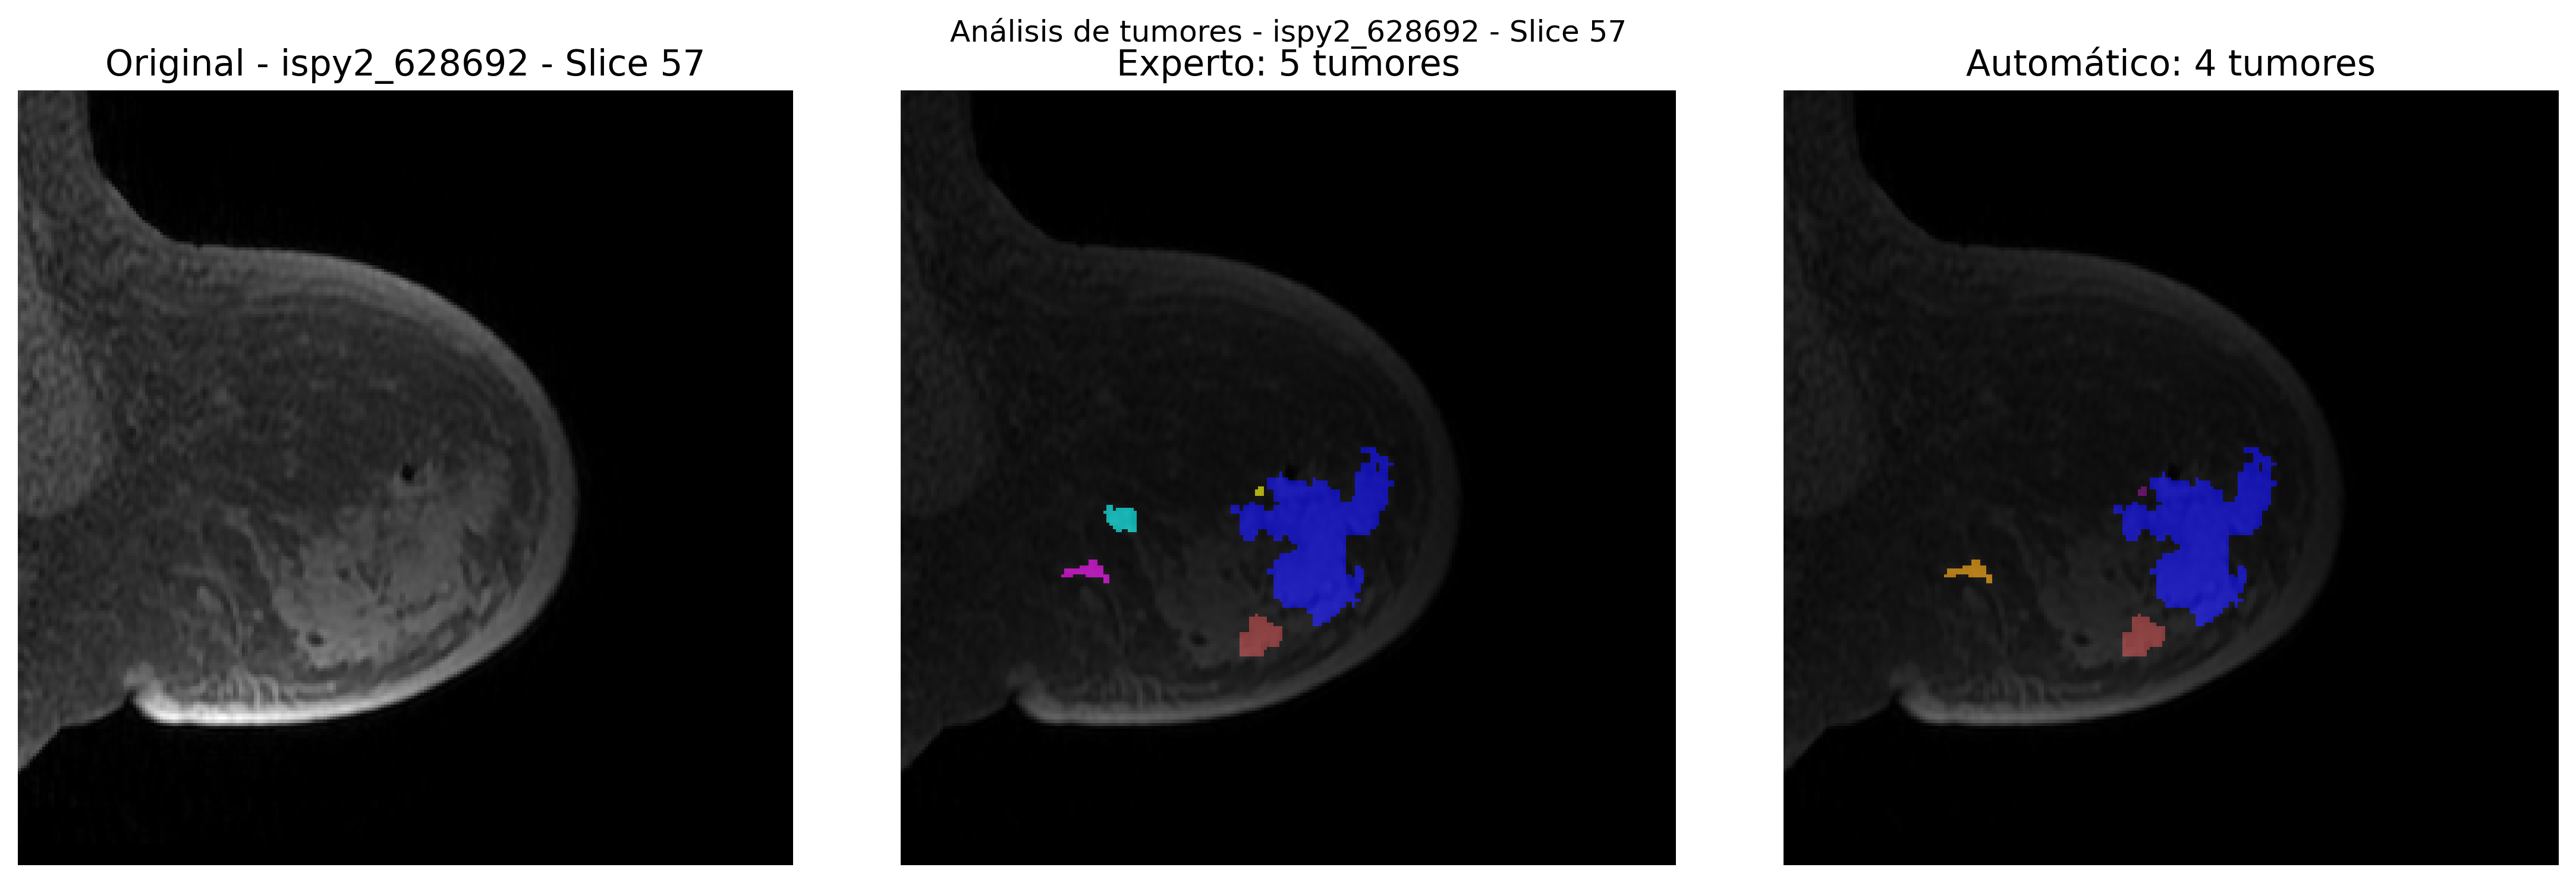 Análisis de tumores - ispy2_628692 - Slice 57
Original - ispy2_628692 - Slice 57
Experto: 5 tumores
Automático: 4 tumores